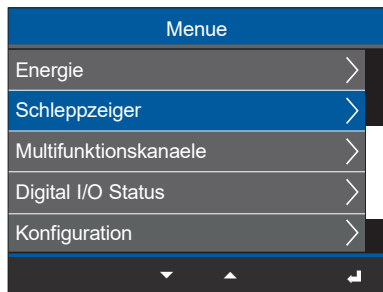 Menue
Energie
Schleppzeiger
Multifunktionskanaele
Digital I/O Status
Konfiguration